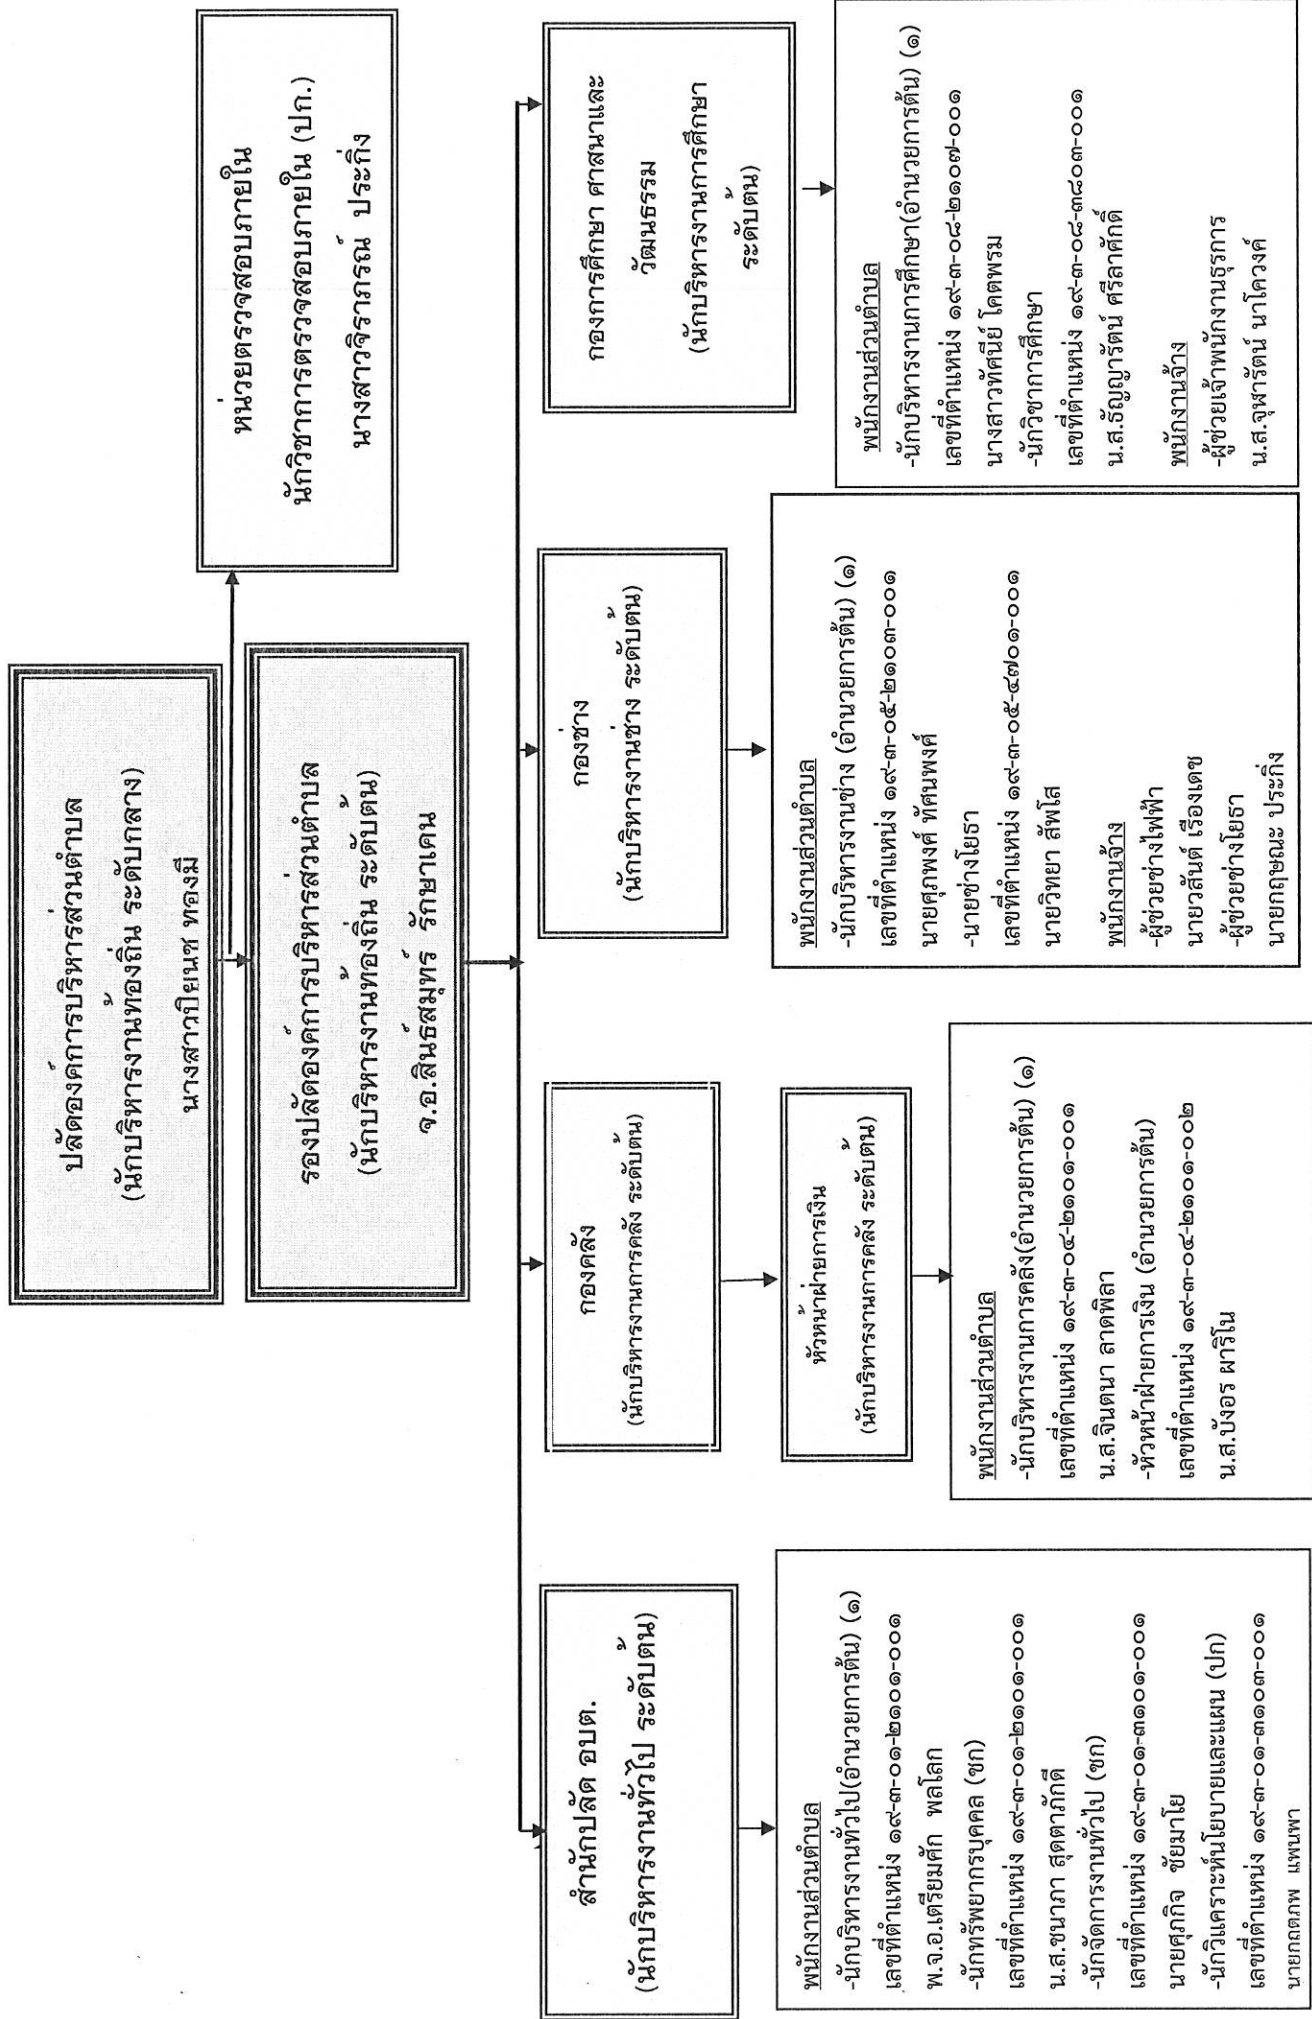 ปลัดองค์การบริหารส่วนตำบล
(นักบริหารงานท้องถิ่น ระดับกลาง)
นางสาวปิยนช ทองมี
หน่วยตรวจสอบภายใน
นักวิชาการตรวจสอบภายใน (ปก.)
นางสาวจิราภรณ์ ประกิ่ง
รองปลัดองค์การบริหารส่วนตำบล
(นักบริหารงานท้องถิ่น ระดับต้น)
จ.อ.สินธ์สมุทร์ รักษาเคน
สำนักปลัด อบต.
(นักบริหารงานทั่วไป ระดับต้น)
พนักงานส่วนตำบล
-นักบริหารงานทั่วไป(อำนวยการต้น) (๑)
เลขที่ตำแหน่ง ๑๙-๓-๐๑-๒๑๐๑-๐๐๑
พ.จ.อ.เตรียมศัก พลโลก
-นักทรัพยากรบุคคล (ชก)
เลขที่ตำแหน่ง ๑๙-๓-๐๑-๒๑๐๑-๐๐๑
น.ส.ชนาภา สุดตาภักดี
-นักจัดการงานทั่วไป (ชก)
เลขที่ตำแหน่ง ๑๙-๓-๐๑-๓๑๐๑-๐๐๑
นายศุภกิจ ชัยมาโย
-นักวิแคราะห์นโยบายและแผน (ปก)
เลขที่ตำแหน่ง ๑๙-๓-๐๑-๓๑๐๓-๐๐๑
แพนพา
กองคลัง
(นักบริหารงานการคลัง ระดับต้น)
หัวหน้าฝ่ายการเงิน
(นักบริหารงานการคลัง ระดับต้น)
พนักงานส่วนตำบล
-นักบริหารงานการคลัง(อำนวยการต้น) (๑)
เลขที่ตำแหน่ง ๑๙-๓-๐๔-๒๑๐๑-๐๐๑
น.ส.จินตนา ลาดพิลา
-หัวหน้าฝ่ายการเงิน (อำนวยการต้น)
เลขที่ตำแหน่ง ๑๙-๓-๐๔-๒๑๐๑-๐๐๒
น.ส.บังอร ผาริโน
กองช่าง
(นักบริหารงานช่าง ระดับต้น)
พนักงานส่วนตำบล
-นักบริหารงานช่าง (อำนวยการต้น) (๑)
เลขที่ตำแหน่ง ๑๙-๓-๐๕-๒๑๐๓-๐๐๑
นายศุภพงศ์ ทัศนพงศ์
-นายช่างโยธา
เลขที่ตำแหน่ง ๑๙-๓-๐๕-๔๗๐๑-๐๐๑
นายวิทยา สัพโส
พนักงานจ้าง
-ผู้ช่วยช่างไฟฟ้า
นายวสันต์ เรืองเดช
-ผู้ช่วยช่างโยธา
นายกฤษณะ ประกิ่ง
กองการศึกษา ศาสนาและ
วัฒนธรรม
(นักบริหารงานการศึกษา
ระดับต้น)
พนักงานส่วนตำบล
-นักบริหารงานการศึกษา(อำนวยการต้น) (๑)
เลขที่ตำแหน่ง ๑๙-๓-๐๘-๒๑๐๗-๐๐๑
นางสาวทัศนีย์ โคตพรม
-นักวิชาการศึกษา
เลขที่ตำแหน่ง ๑๙-๓-๐๘-๓๘๐๓-๐๐๑
น.ส.ธัญญารัตน์ ศรีลาศักดิ์
พนักงานจ้าง
-ผู้ช่วยเจ้าพนักงานธุรการ
น.ส.จุฬารัตน์ นาโควงค์